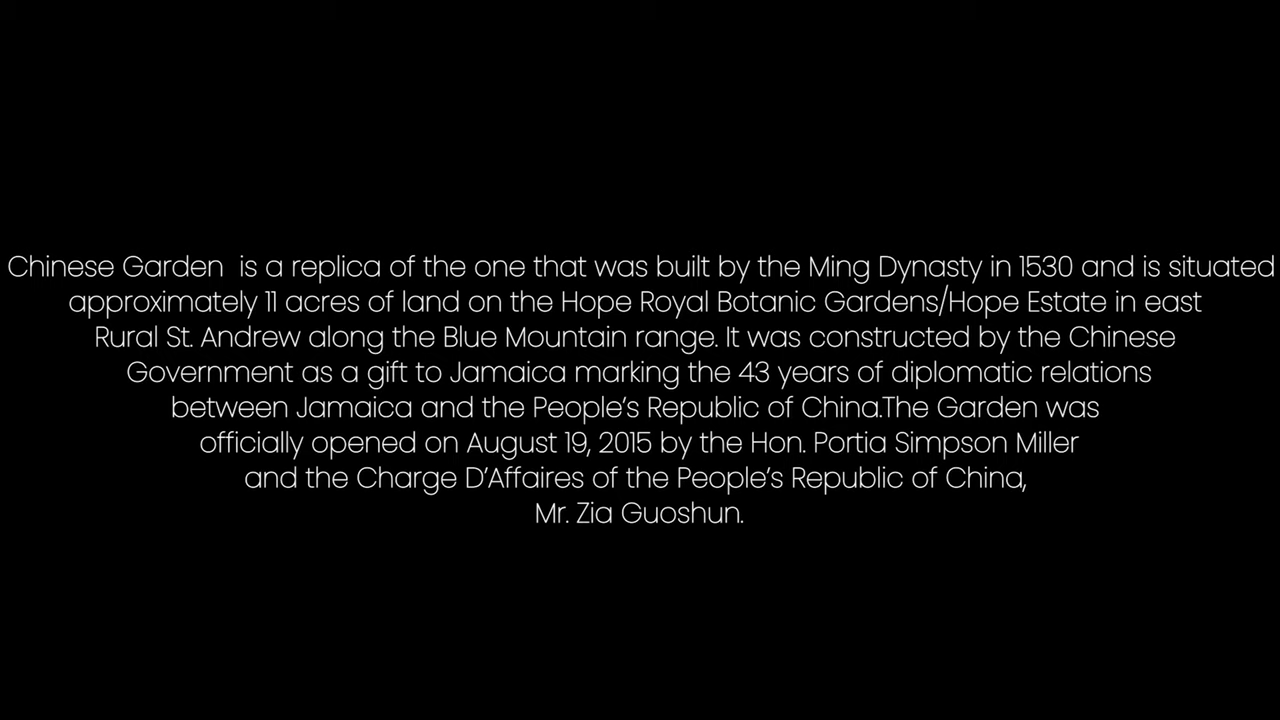 Chinese Garden  is a replica of the one that was built by the Ming Dynasty in 1530 and is situated
approximately 11 acres of land on the Hope Royal Botanic Gardens/Hope Estate in east
Rural St. Andrew along the Blue Mountain range. It was constructed by the Chinese
Government as a gift to Jamaica marking the 43 years of diplomatic relations
between Jamaica and the People’s Republic of China.The Garden was
officially opened on August 19, 2015 by the Hon. Portia Simpson Miller
and the Charge D’Affaires of the People’s Republic of China,
Mr. Zia Guoshun.